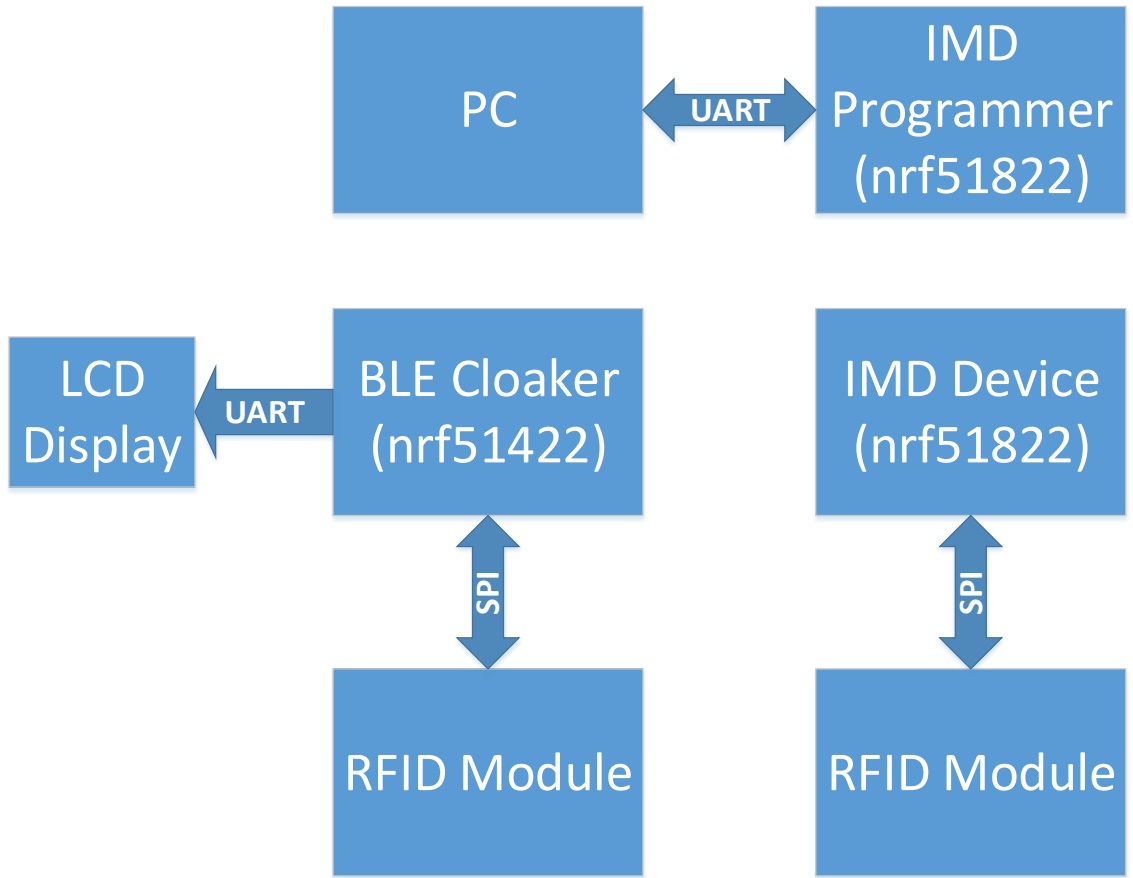 PC
UART
IMD
Programmer
(nrf51822)
LCD
Display
UART
BLE Cloaker
(nrf51422)
IMD Device
(nrf51822)
SPI
SPI
RFID Module
RFID Module